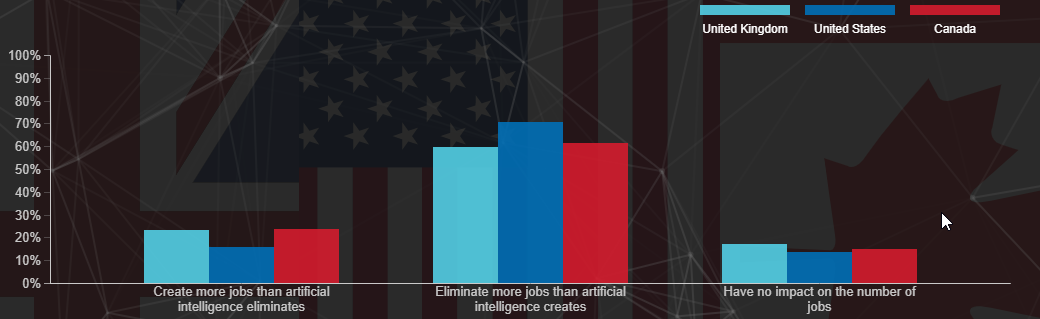 United Kingdom United States Canada
100%
90%
80%
70%
60%
50%
40%
30%
20%
10%
0%
Create more jobs than artificial
intelligence eliminates
Eliminate more jobs than artificial
intelligence creates
Have no impact on the number of
jobs